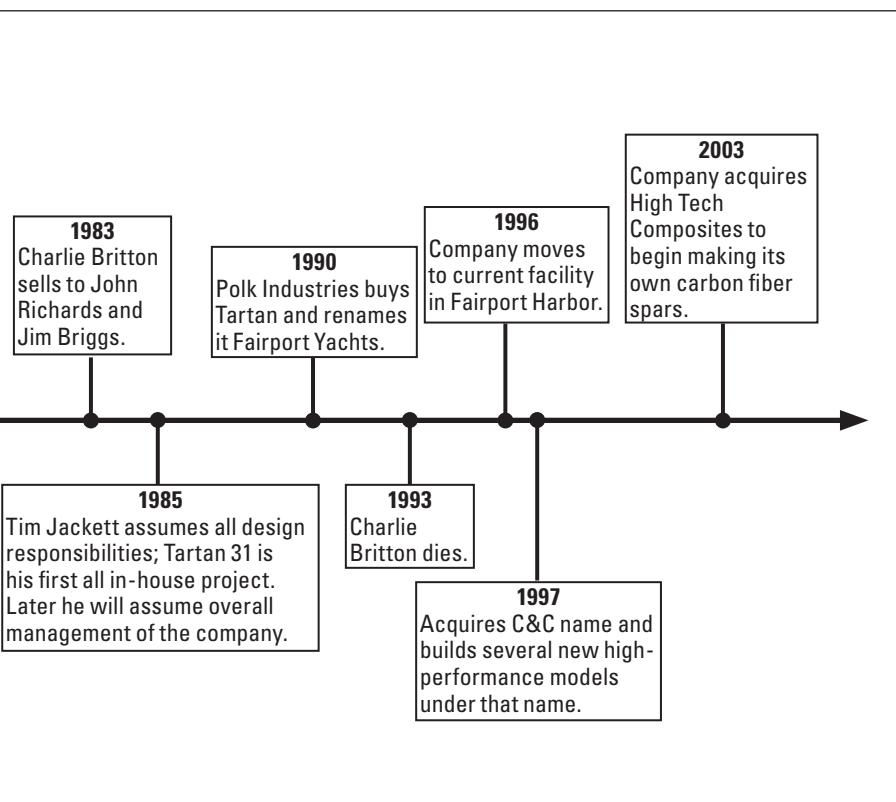 1983
Charlie Britton
sells to John
Richards and
Jim Briggs.
1985
Tim Jackett assumes all design
responsibilities; Tartan 31 is
his first all in-house project.
Later he will assume overall
management of the company.
1990
Polk Industries buys
Tartan and renames
it Fairport Yachts.
1993
Charlie
Britton dies.
1996
Company moves
to current facility
in Fairport Harbor.
1997
Acquires C&C name and
builds several new high-
performance models
under that name.
2003
Company acquires
High Tech
Composites to
begin making its
own carbon fiber
spars.